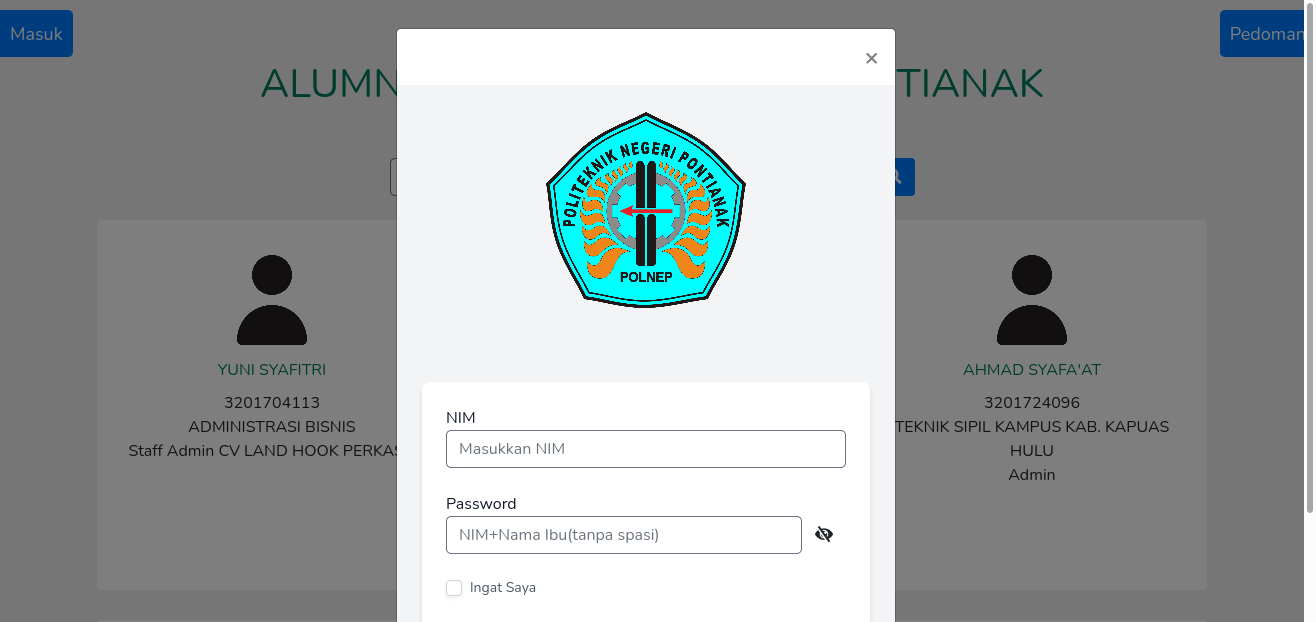 Masuk
Pedoman
×
ALUMN
TIANAK
POLITEKNIK NEGERI PONTIANAK
POLNEP
YUNI SYAFITRI
3201704113
ADMINISTRASI BISNIS
Staff Admin CV LAND HOOK PERKAS
AHMAD SYAFA'AT
3201724096
TEKNIK SIPIL KAMPUS KAB. KAPUAS
HULU
Admin
NIM
Masukkan NIM
Password
NIM+Nama Ibu(tanpa spasi)
Ingat Saya